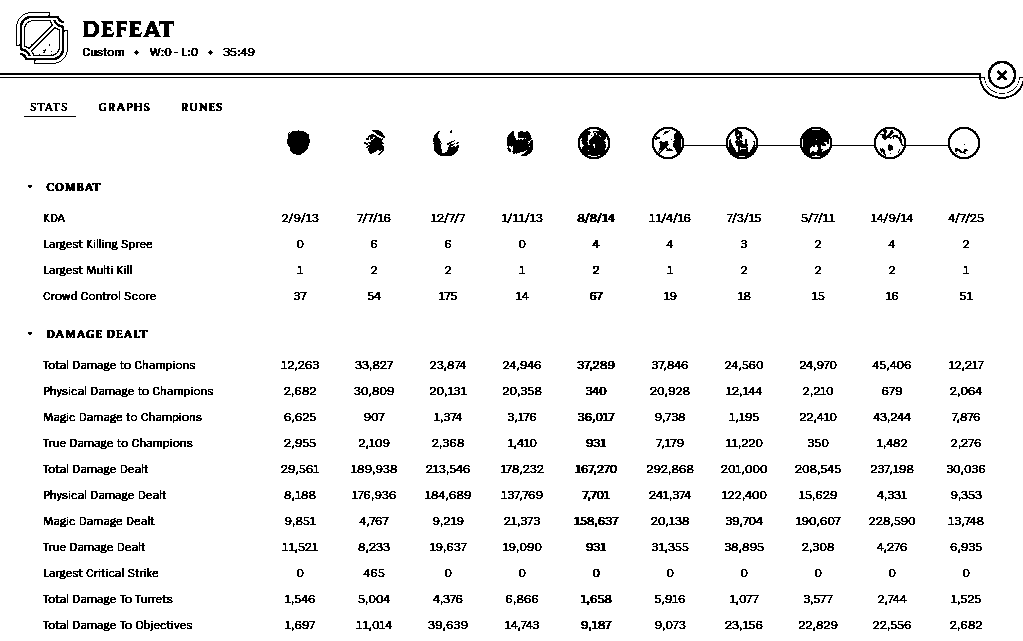 DEFEAT
Custom • W:0 - L:0 • 35:49
STATS GRAPHS RUNES
COMBAT
KDA 2/9/13 7/7/16 12/7/7 1/11/13 8/8/14 11/4/16 7/3/15 5/7/11 14/9/14 4/7/25
Largest Killing Spree 0 6 6 0 4 4 3 2 4 2
Largest Multi Kill 1 2 2 1 2 1 2 2 2 1
Crowd Control Score 37 54 175 14 67 19 18 15 16 51
DAMAGE DEALT
Total Damage to Champions 12,263 33,827 23,874 24,946 37,289 37,846 24,560 24,970 45,406 12,217
Physical Damage to Champions 2,682 30,809 20,131 20,358 340 20,928 12,144 2,210 679 2,064
Magic Damage to Champions 6,625 907 1,374 3,176 36,017 9,738 1,195 22,410 43,244 7,876
True Damage to Champions 2,955 2,109 2,368 1,410 931 7,179 11,220 350 1,482 2,276
Total Damage Dealt 29,561 189,938 213,546 178,232 167,270 292,868 201,000 208,545 237,198 30,036
Physical Damage Dealt 8,188 176,936 184,689 137,769 7,701 241,374 122,400 15,629 4,331 9,353
Magic Damage Dealt 9,851 4,767 9,219 21,373 158,637 20,138 39,704 190,607 228,590 13,748
True Damage Dealt 11,521 8,233 19,637 19,090 931 31,355 38,895 2,308 4,276 6,935
Largest Critical Strike 0 465 0 0 0 0 0 0 0 0
Total Damage To Turrets 1,546 5,004 4,376 6,866 1,658 5,916 1,077 3,577 2,744 1,525
Total Damage To Objectives 1,697 11,014 39,639 14,743 9,187 9,073 23,156 22,829 22,556 2,682